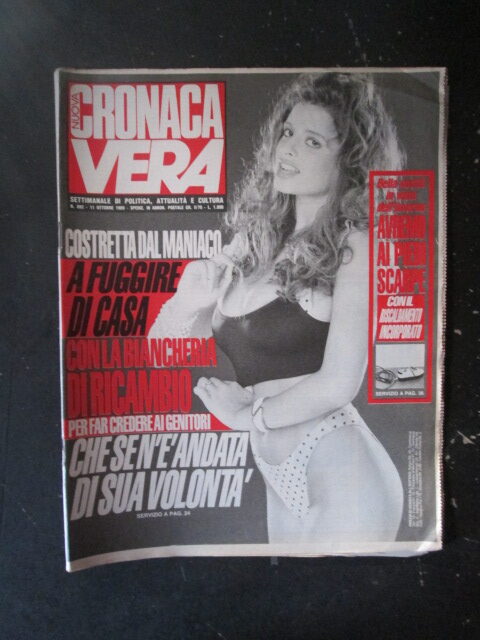 NUOVA
CRONACA
VERA
SETTIMANALE DI POLITICA, ATTUALITÀ E CULTURA
COSTRETTA DAL MANIACO
A FUGGIRE
DI CASA
CON LA BIANCHERIA
DI RICAMBIO
PER FAR CREDERE AI GENITORI
CHE SE N'E' ANDATA
DI SUA VOLONTA'
SERVIZIO A PAG. 24
AVREMO
AI PIEDI
SCARPE
CON IL
RISCALDAMENTO
INCORPORATO
SERVIZIO A PAG.